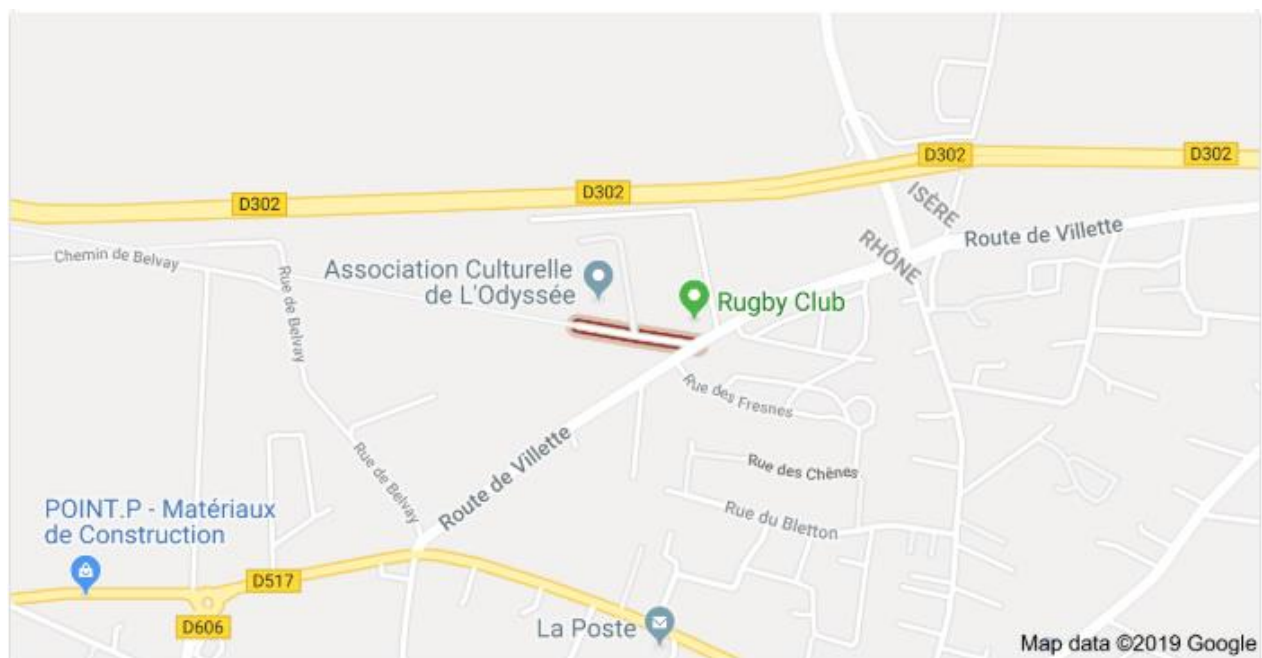 D302
D302
D302
D302
ISÈRE
RHÔNE
Route de Villette
Chemin de Belvay
Rue de Belvay
Association Culturelle
de L'Odyssée
Rugby Club
Rue des Fresnes
Route de Villette
Rue de Belvay
Rue des Chênes
POINT.P - Matériaux
de Construction
Rue du Bletton
D517
D606
La Poste
Map data ©2019 Google